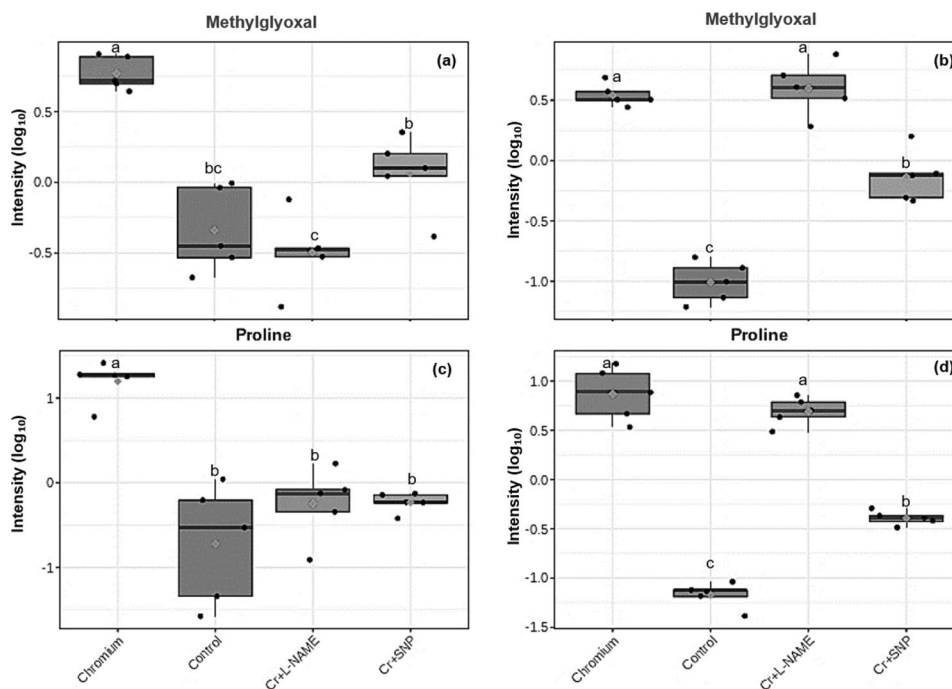 Methylglyoxal
(a)
Intensity (log10)
0.5
0.0
-0.5
a
bc
c
b
Methylglyoxal
(b)
Intensity (log10)
0.5
0.0
-0.5
-1.0
a
c
a
b
Proline
(c)
Intensity (log10)
1
0
-1
a
b
b
b
Chromium
Control
Cr+L-NAME
Cr+SNP
Proline
(d)
Intensity (log10)
1.0
0.5
0.0
-0.5
-1.0
-1.5
a
c
a
b
Chromium
Control
Cr+L-NAME
Cr+SNP